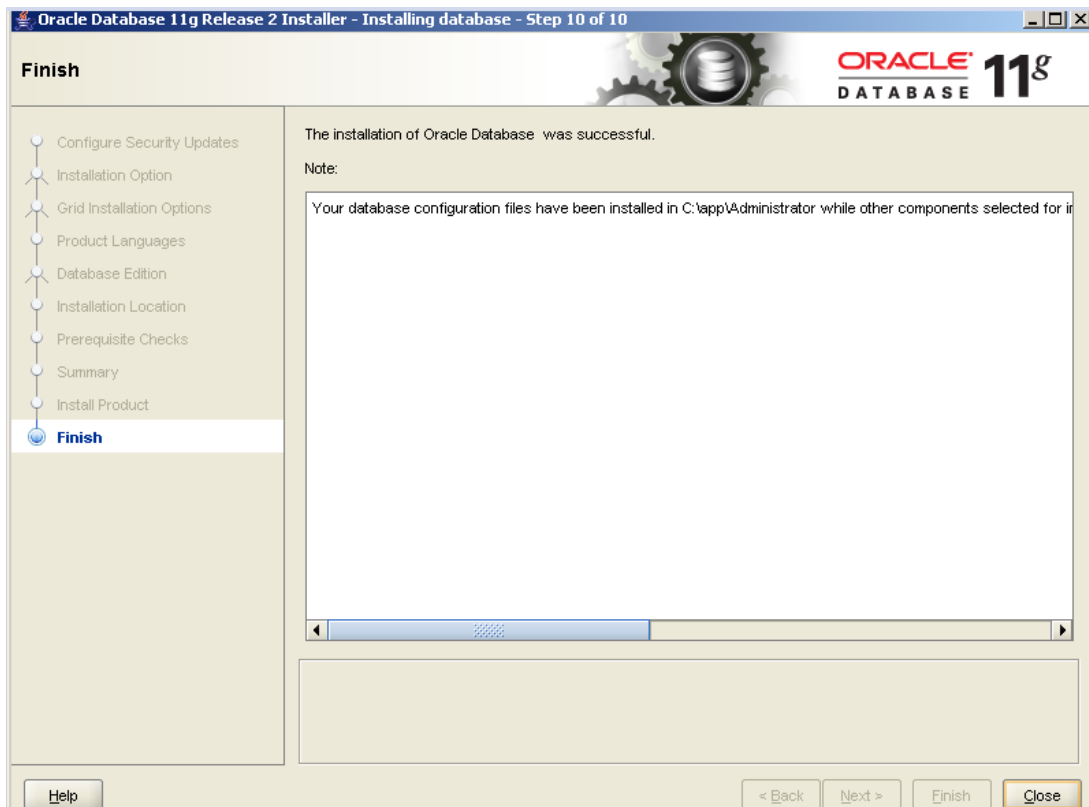 Oracle Database 11g Release 2 Installer - Installing database - Step 10 of 10
Finish
ORACLE 11g
DATABASE
Configure Security Updates
Installation Option
Grid Installation Options
Product Languages
Database Edition
Installation Location
Prerequisite Checks
Summary
Install Product
Finish
The installation of Oracle Database  was successful.
Note:
Your database configuration files have been installed in C:\app\Administrator while other components selected for
Help
< Back
Next >
Finish
Close